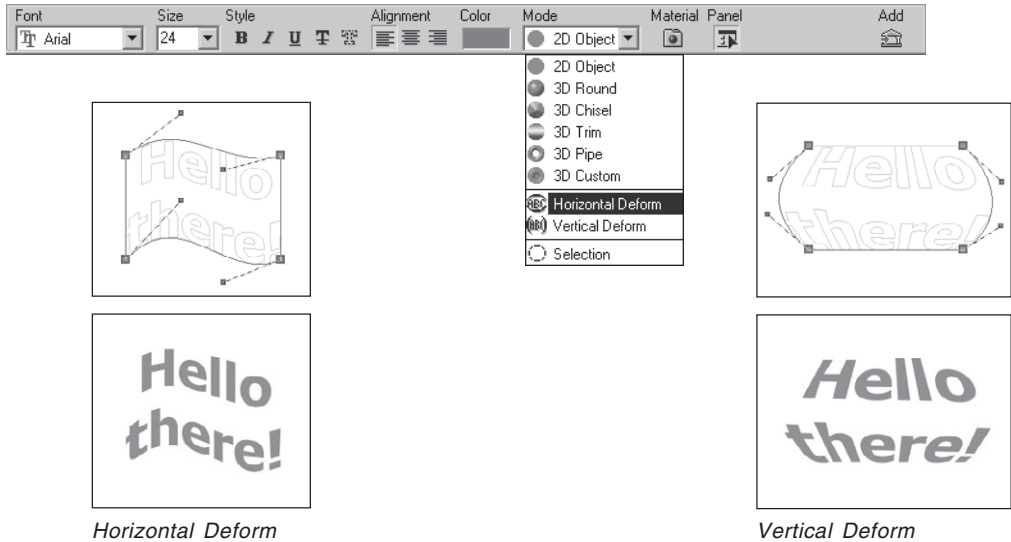 Font Size Style Alignment Color Mode Material Panel Add
Arial 24 B I U T 2D Object
2D Object
3D Round
3D Chisel
3D Trim
3D Pipe
3D Custom
ABC Horizontal Deform
Vertical Deform
Selection
Hello
there!
Hello
there!
Hello
there!
Hello
there!
Horizontal Deform
Vertical Deform